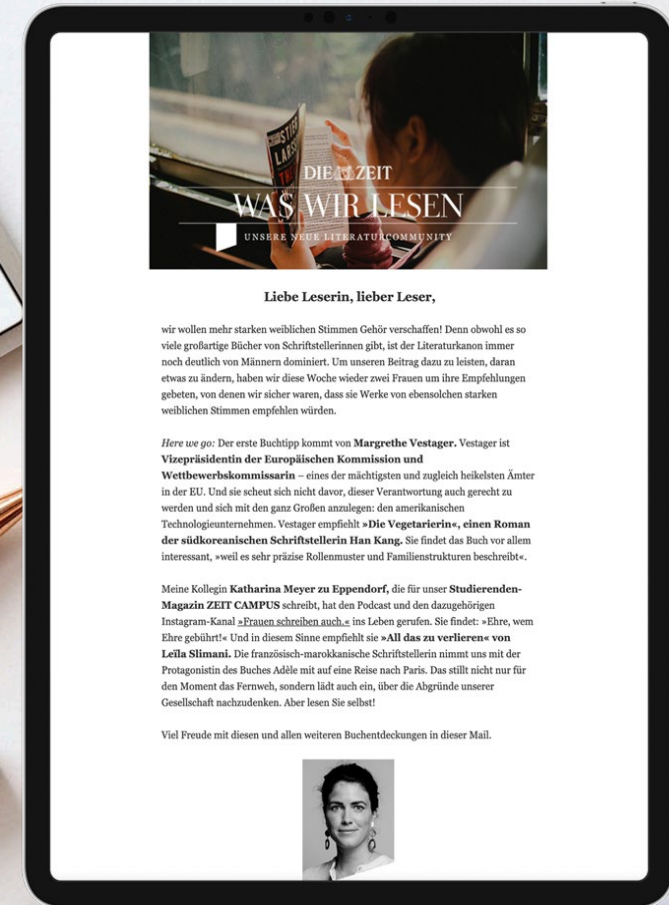 STIEG
LARS
THE
DIE ZEIT
WAS WIR LESEN
UNSERE NEUE LITERATURCOMMUNITY
Liebe Leserin, lieber Leser,
wir wollen mehr starken weiblichen Stimmen Gehör verschaffen! Denn obwohl es so
viele großartige Bücher von Schriftstellerinnen gibt, ist der Literaturkanon immer
noch deutlich von Männern dominiert. Um unseren Beitrag dazu zu leisten, daran
etwas zu ändern, haben wir diese Woche wieder zwei Frauen um ihre Empfehlungen
gebeten, von denen wir sicher waren, dass sie Werke von ebensolchen starken
weiblichen Stimmen empfehlen würden.
Here we go: Der erste Buchtipp kommt von Margrethe Vestager. Vestager ist
Vizepräsidentin der Europäischen Kommission und
Wettbewerbskommissarin – eines der mächtigsten und zugleich heikelsten Ämter
in der EU. Und sie scheut sich nicht davor, dieser Verantwortung auch gerecht zu
werden und sich mit den ganz Großen anzulegen: den amerikanischen
Technologieunternehmen. Vestager empfiehlt »Die Vegetarierin«, einen Roman
der südkoreanischen Schriftstellerin Han Kang. Sie findet das Buch vor allem
interessant, »weil es sehr präzise Rollenmuster und Familienstrukturen beschreibt«.
Meine Kollegin Katharina Meyer zu Eppendorf, die für unser Studierenden-
Magazin ZEIT CAMPUS schreibt, hat den Podcast und den dazugehörigen
Instagram-Kanal »Frauen schreiben auch.« ins Leben gerufen. Sie findet: »Ehre, wem
Ehre gebührt!« Und in diesem Sinne empfiehlt sie »All das zu verlieren« von
Leïla Slimani. Die französisch-marokkanische Schriftstellerin nimmt uns mit der
Protagonistin des Buches Adèle mit auf eine Reise nach Paris. Das stillt nicht nur für
den Moment das Fernweh, sondern lädt auch ein, über die Abgründe unserer
Gesellschaft nachzudenken. Aber lesen Sie selbst!
Viel Freude mit diesen und allen weiteren Buchentdeckungen in dieser Mail.